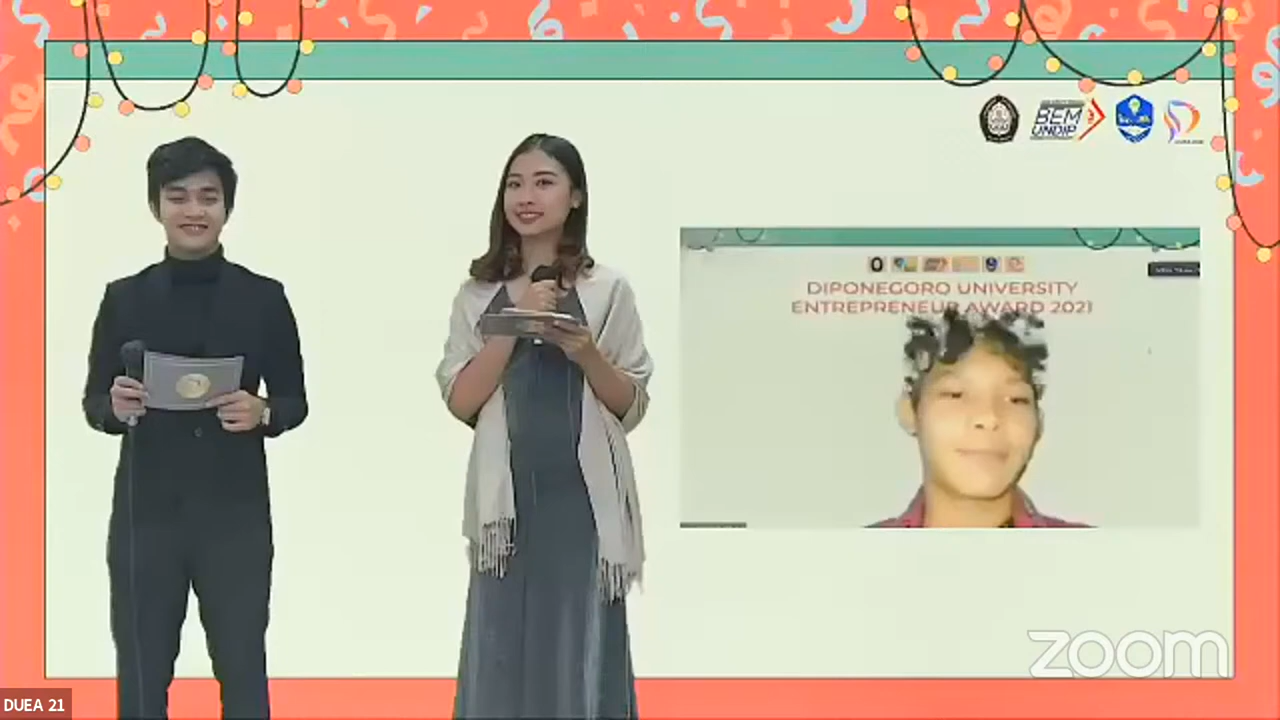 BEM
UNDIP
DIPONEGORO UNIVERSITY
ENTREPRENEUR AWARD 2021
zoom
DUEA 21